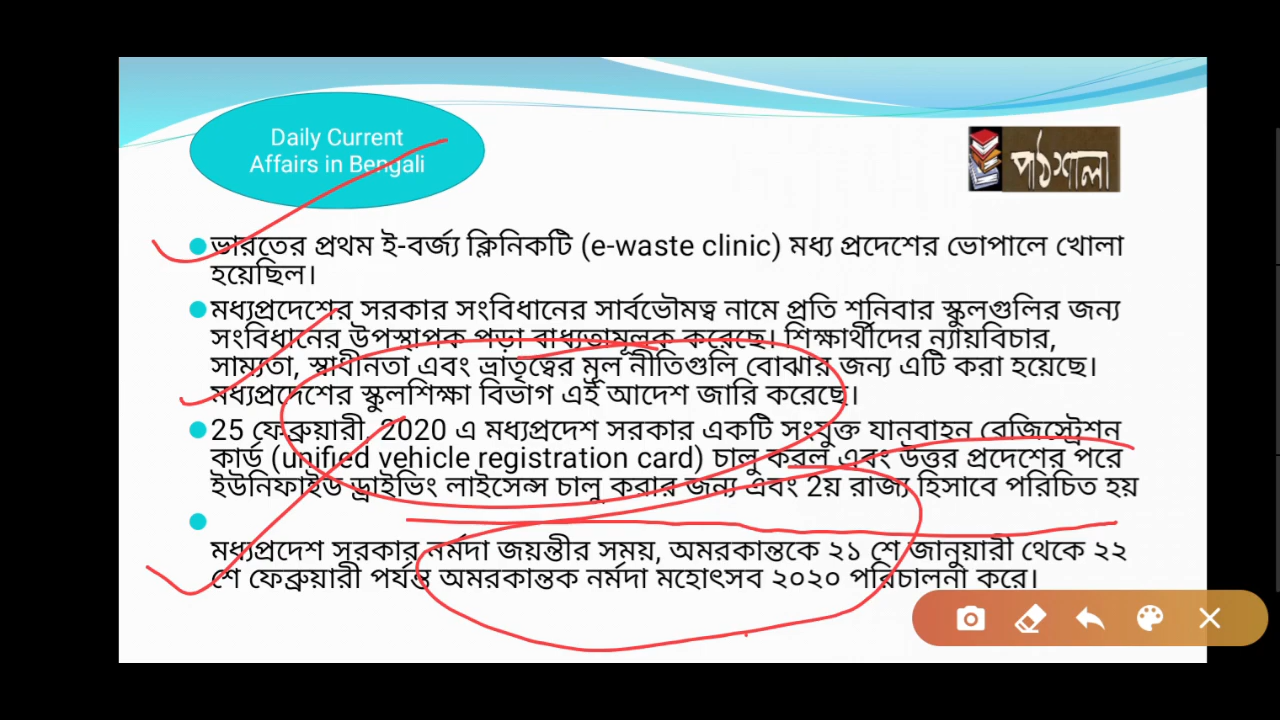 Daily Current
Affairs in Bengali
পাঠশালা
ভারতের প্রথম ই-বর্জ্য ক্লিনিকটি (e-waste clinic) মধ্য প্রদেশের ভোপালে খোলা
হয়েছিল।
মধ্যপ্রদেশের সরকার সংবিধানের সার্বভৌমত্ব নামে প্রতি শনিবার স্কুলগুলির জন্য
সংবিধানের উপস্থাপক পড়া বাধ্যতামূলক করেছে। শিক্ষার্থীদের ন্যায়বিচার,
সাম্যতা, স্বাধীনতা এবং ভ্রাতৃত্বের মূল নীতিগুলি বোঝার জন্য এটি করা হয়েছে।
মধ্যপ্রদেশের স্কুলশিক্ষা বিভাগ এই আদেশ জারি করেছে।
25 ফেব্রুয়ারী, 2020 এ মধ্যপ্রদেশ সরকার একটি সংযুক্ত যানবাহন রেজিস্ট্রেশন
কার্ড (unified vehicle registration card) চালু করল এবং উত্তর প্রদেশের পরে
ইউনিফাইড ড্রাইভিং লাইসেন্স চালু করার জন্য এবং 2য় রাজ্য হিসাবে পরিচিত হয়
মধ্যপ্রদেশ সরকার নর্মদা জয়ন্তীর সময়, অমরকান্তকে ২১ শে জানুয়ারী থেকে ২২
শে ফেব্রুয়ারী পর্যন্ত অমরকান্তক নর্মদা মহোৎসব ২০২০ পরিচালনা করে।